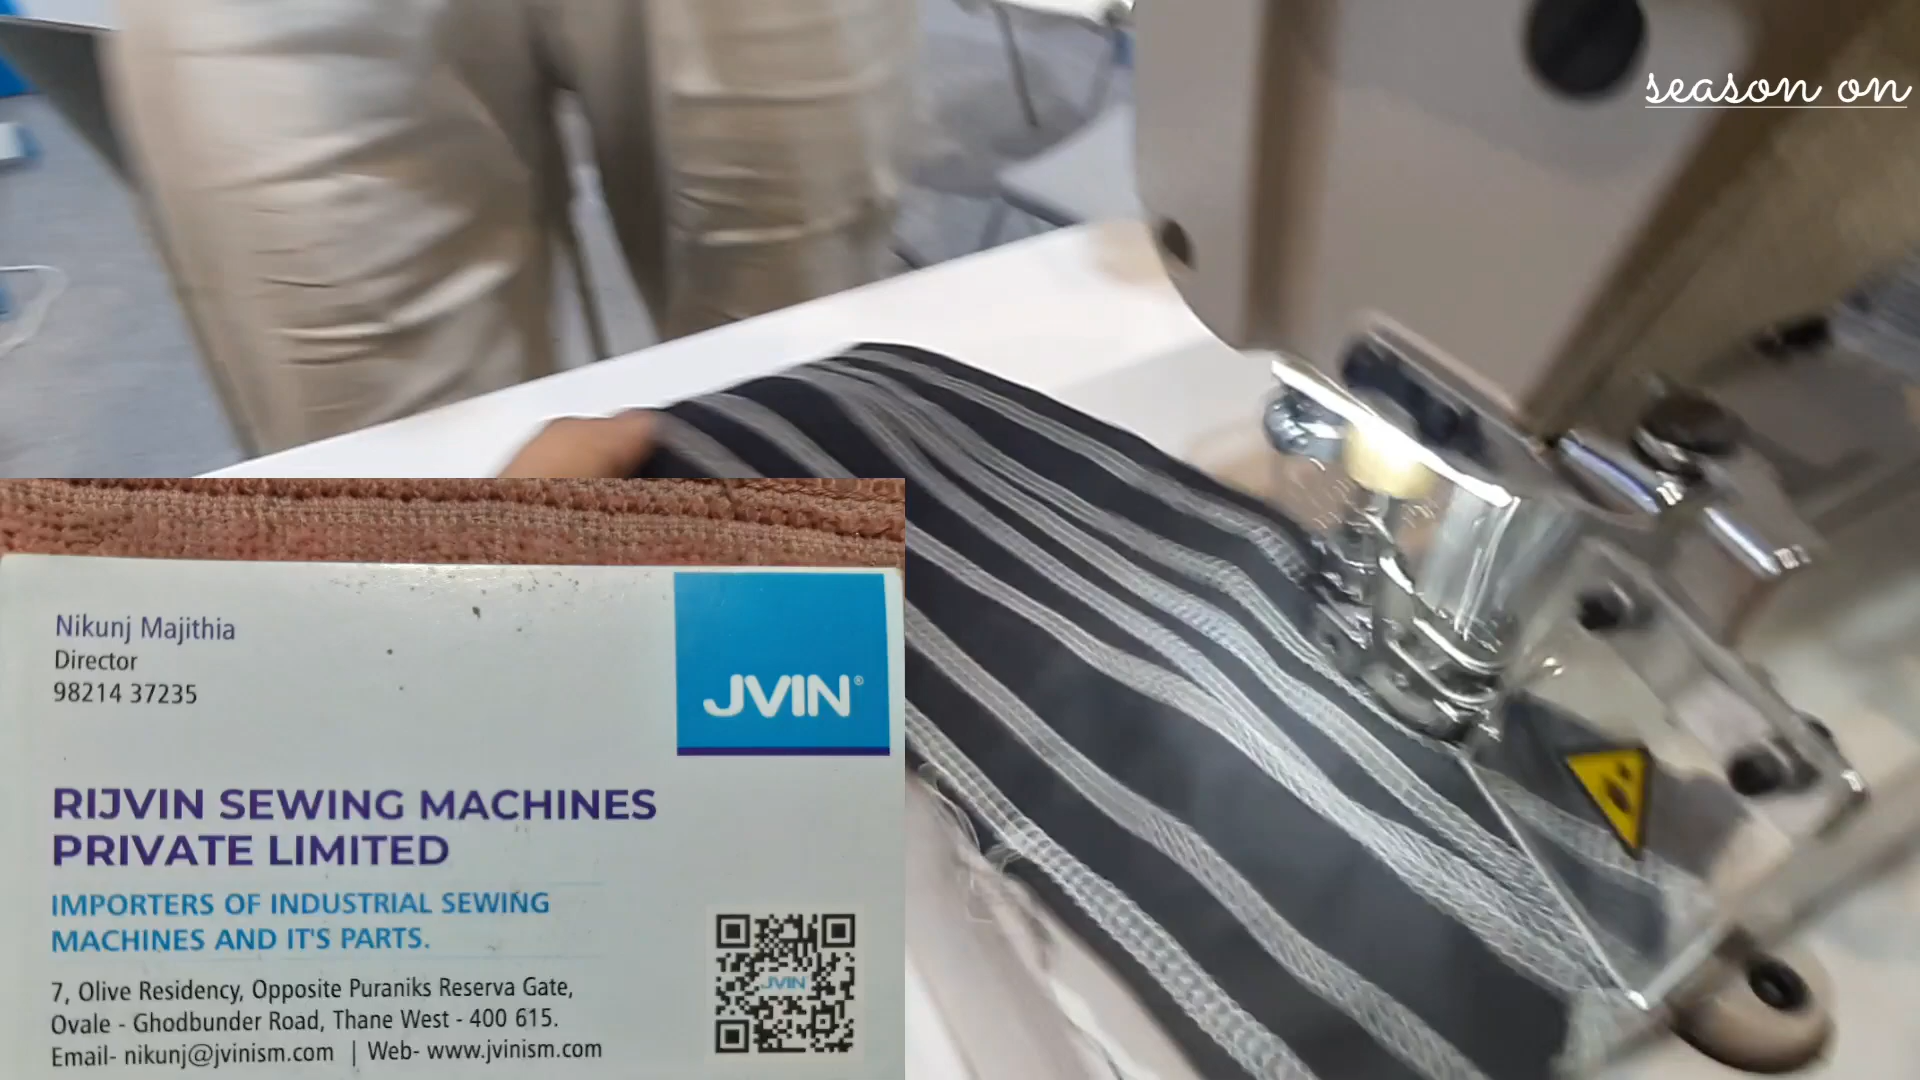 season on
Nikunj Majithia
Director
98214 37235
JVIN®
RIJVIN SEWING MACHINES
PRIVATE LIMITED
IMPORTERS OF INDUSTRIAL SEWING
MACHINES AND IT'S PARTS.
JVIN
7, Olive Residency, Opposite Puraniks Reserva Gate,
Ovale - Ghodbunder Road, Thane West - 400 615.
Email- nikunj@jvinism.com | Web- www.jvinism.com